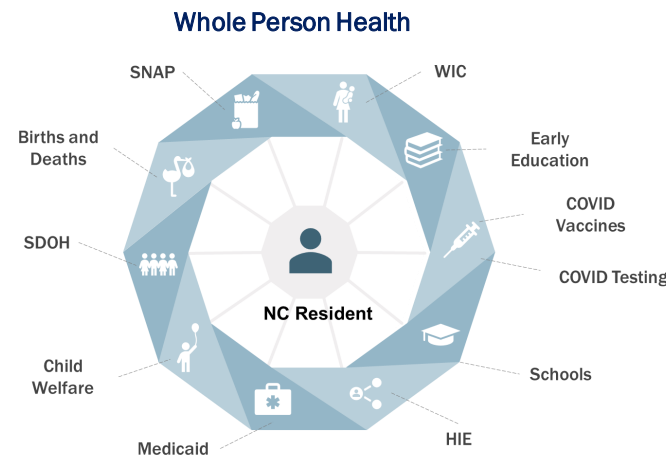 Whole Person Health
SNAP
WIC
Births and
Deaths
Early
Education
COVID
Vaccines
SDOH
COVID Testing
NC Resident
Child
Welfare
Schools
HIE
Medicaid